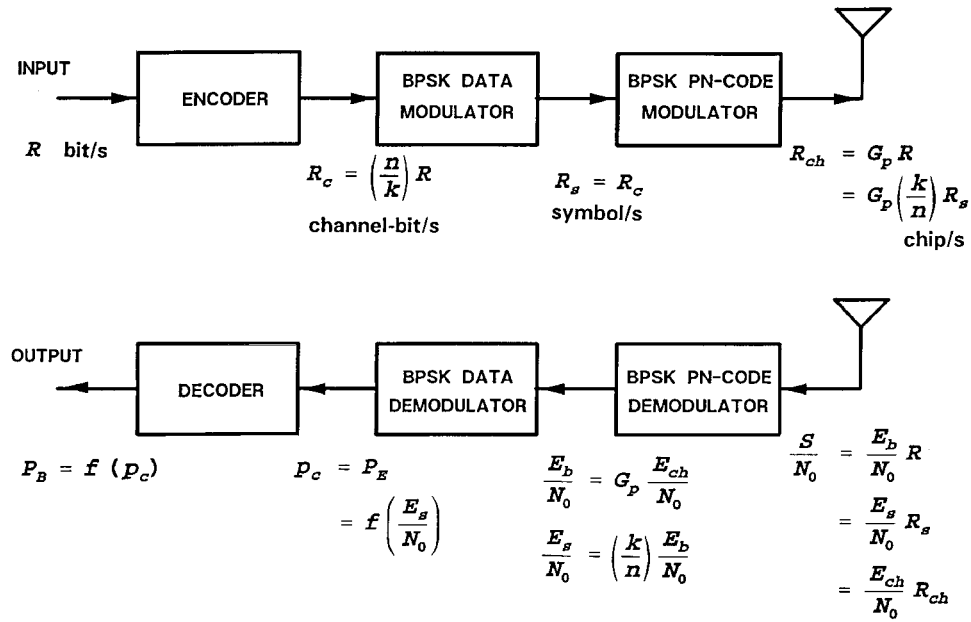 INPUT
ENCODER
BPSK DATA
MODULATOR
BPSK PN-CODE
MODULATOR
R bit/s
R_c = (n/k) R
channel-bit/s
R_s = R_c
symbol/s
R_ch = G_p R
= G_p (k/n) R_s
chip/s
OUTPUT
DECODER
BPSK DATA
DEMODULATOR
BPSK PN-CODE
DEMODULATOR
P_B = f (p_c)
p_c = P_E
= f (E_s/N_0)
E_b/N_0 = G_p E_ch/N_0
E_s/N_0 = (k/n) E_b/N_0
S/N_0 = E_b/N_0 R
= E_s/N_0 R_s
= E_ch/N_0 R_ch